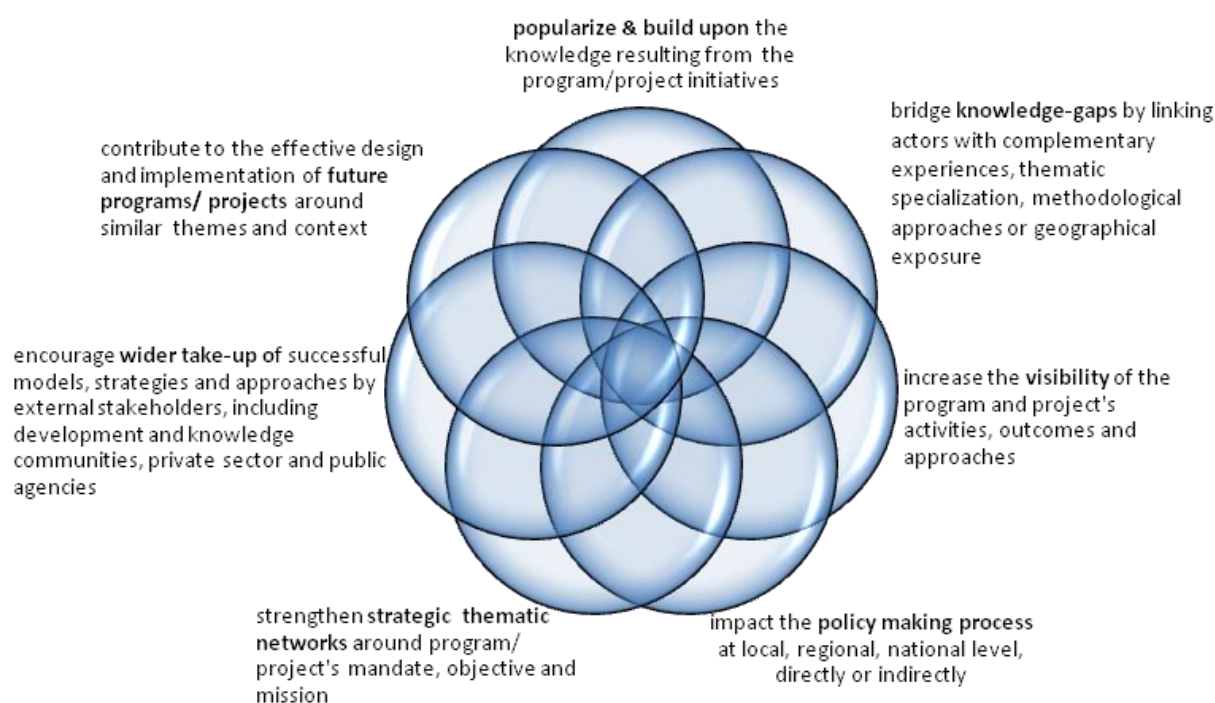 popularize & build upon the
knowledge resulting from the
program/project initiatives
bridge knowledge-gaps by linking
actors with complementary
experiences, thematic
specialization, methodological
approaches or geographical
exposure
increase the visibility of the
program and project's
activities, outcomes and
approaches
impact the policy making process
at local, regional, national level,
directly or indirectly
strengthen strategic thematic
networks around program/
project's mandate, objective and
mission
encourage wider take-up of successful
models, strategies and approaches by
external stakeholders, including
development and knowledge
communities, private sector and public
agencies
contribute to the effective design
and implementation of future
programs/ projects around
similar themes and context